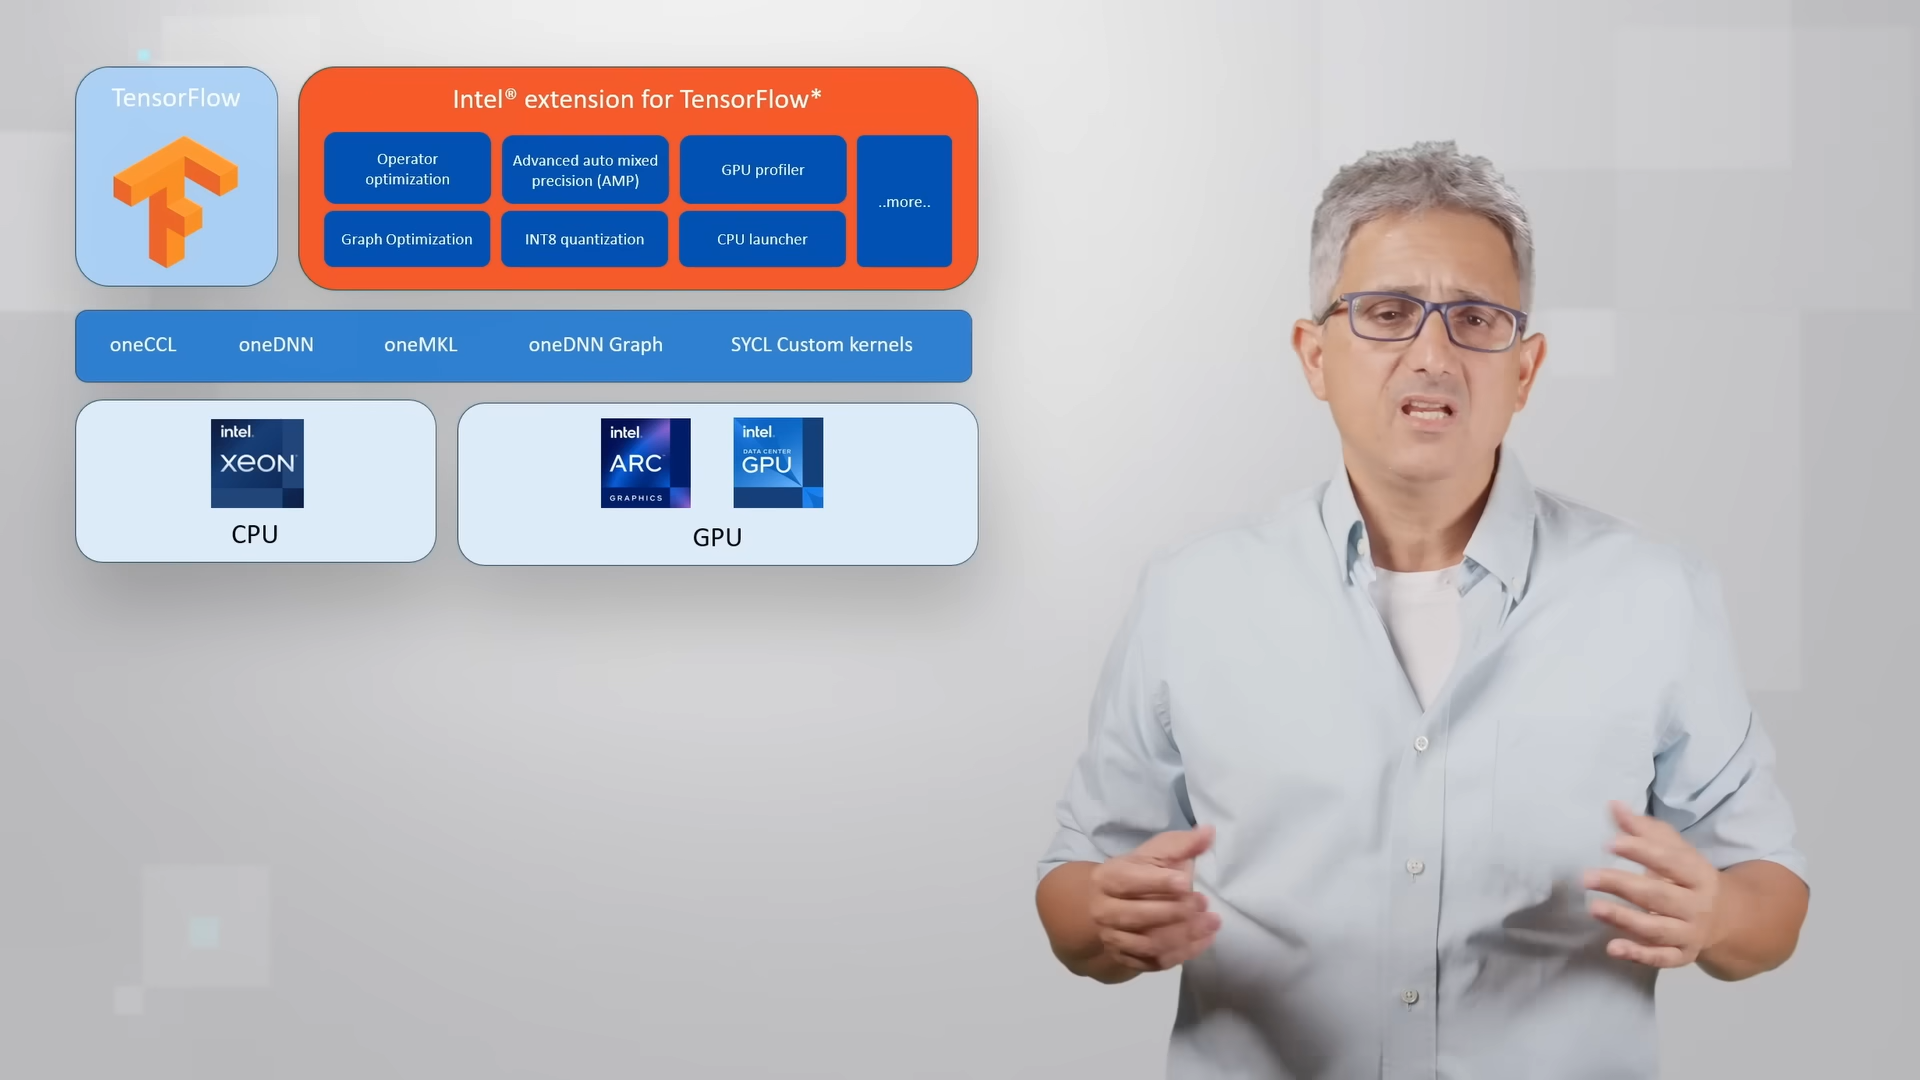 TensorFlow
Intel® extension for TensorFlow*
Operator
optimization
Advanced auto mixed
precision (AMP)
GPU profiler
..more..
Graph Optimization
INT8 quantization
CPU launcher
oneCCL
oneDNN
oneMKL
oneDNN Graph
SYCL Custom kernels
intel.
XEON
CPU
intel
ARC
GRAPHICS
intel.
DATA CENTER
GPU
GPU